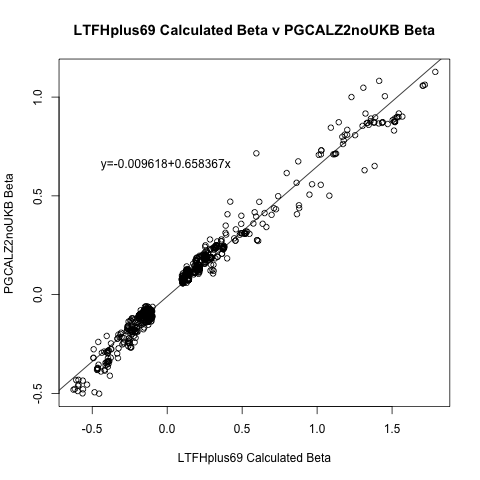 LTFHplus69 Calculated Beta v PGCALZ2noUKB Beta
y=-0.009618+0.658367x
PGCALZ2noUKB Beta
1.0
0.5
0.0
-0.5
-0.5 0.0 0.5 1.0 1.5
LTFHplus69 Calculated Beta